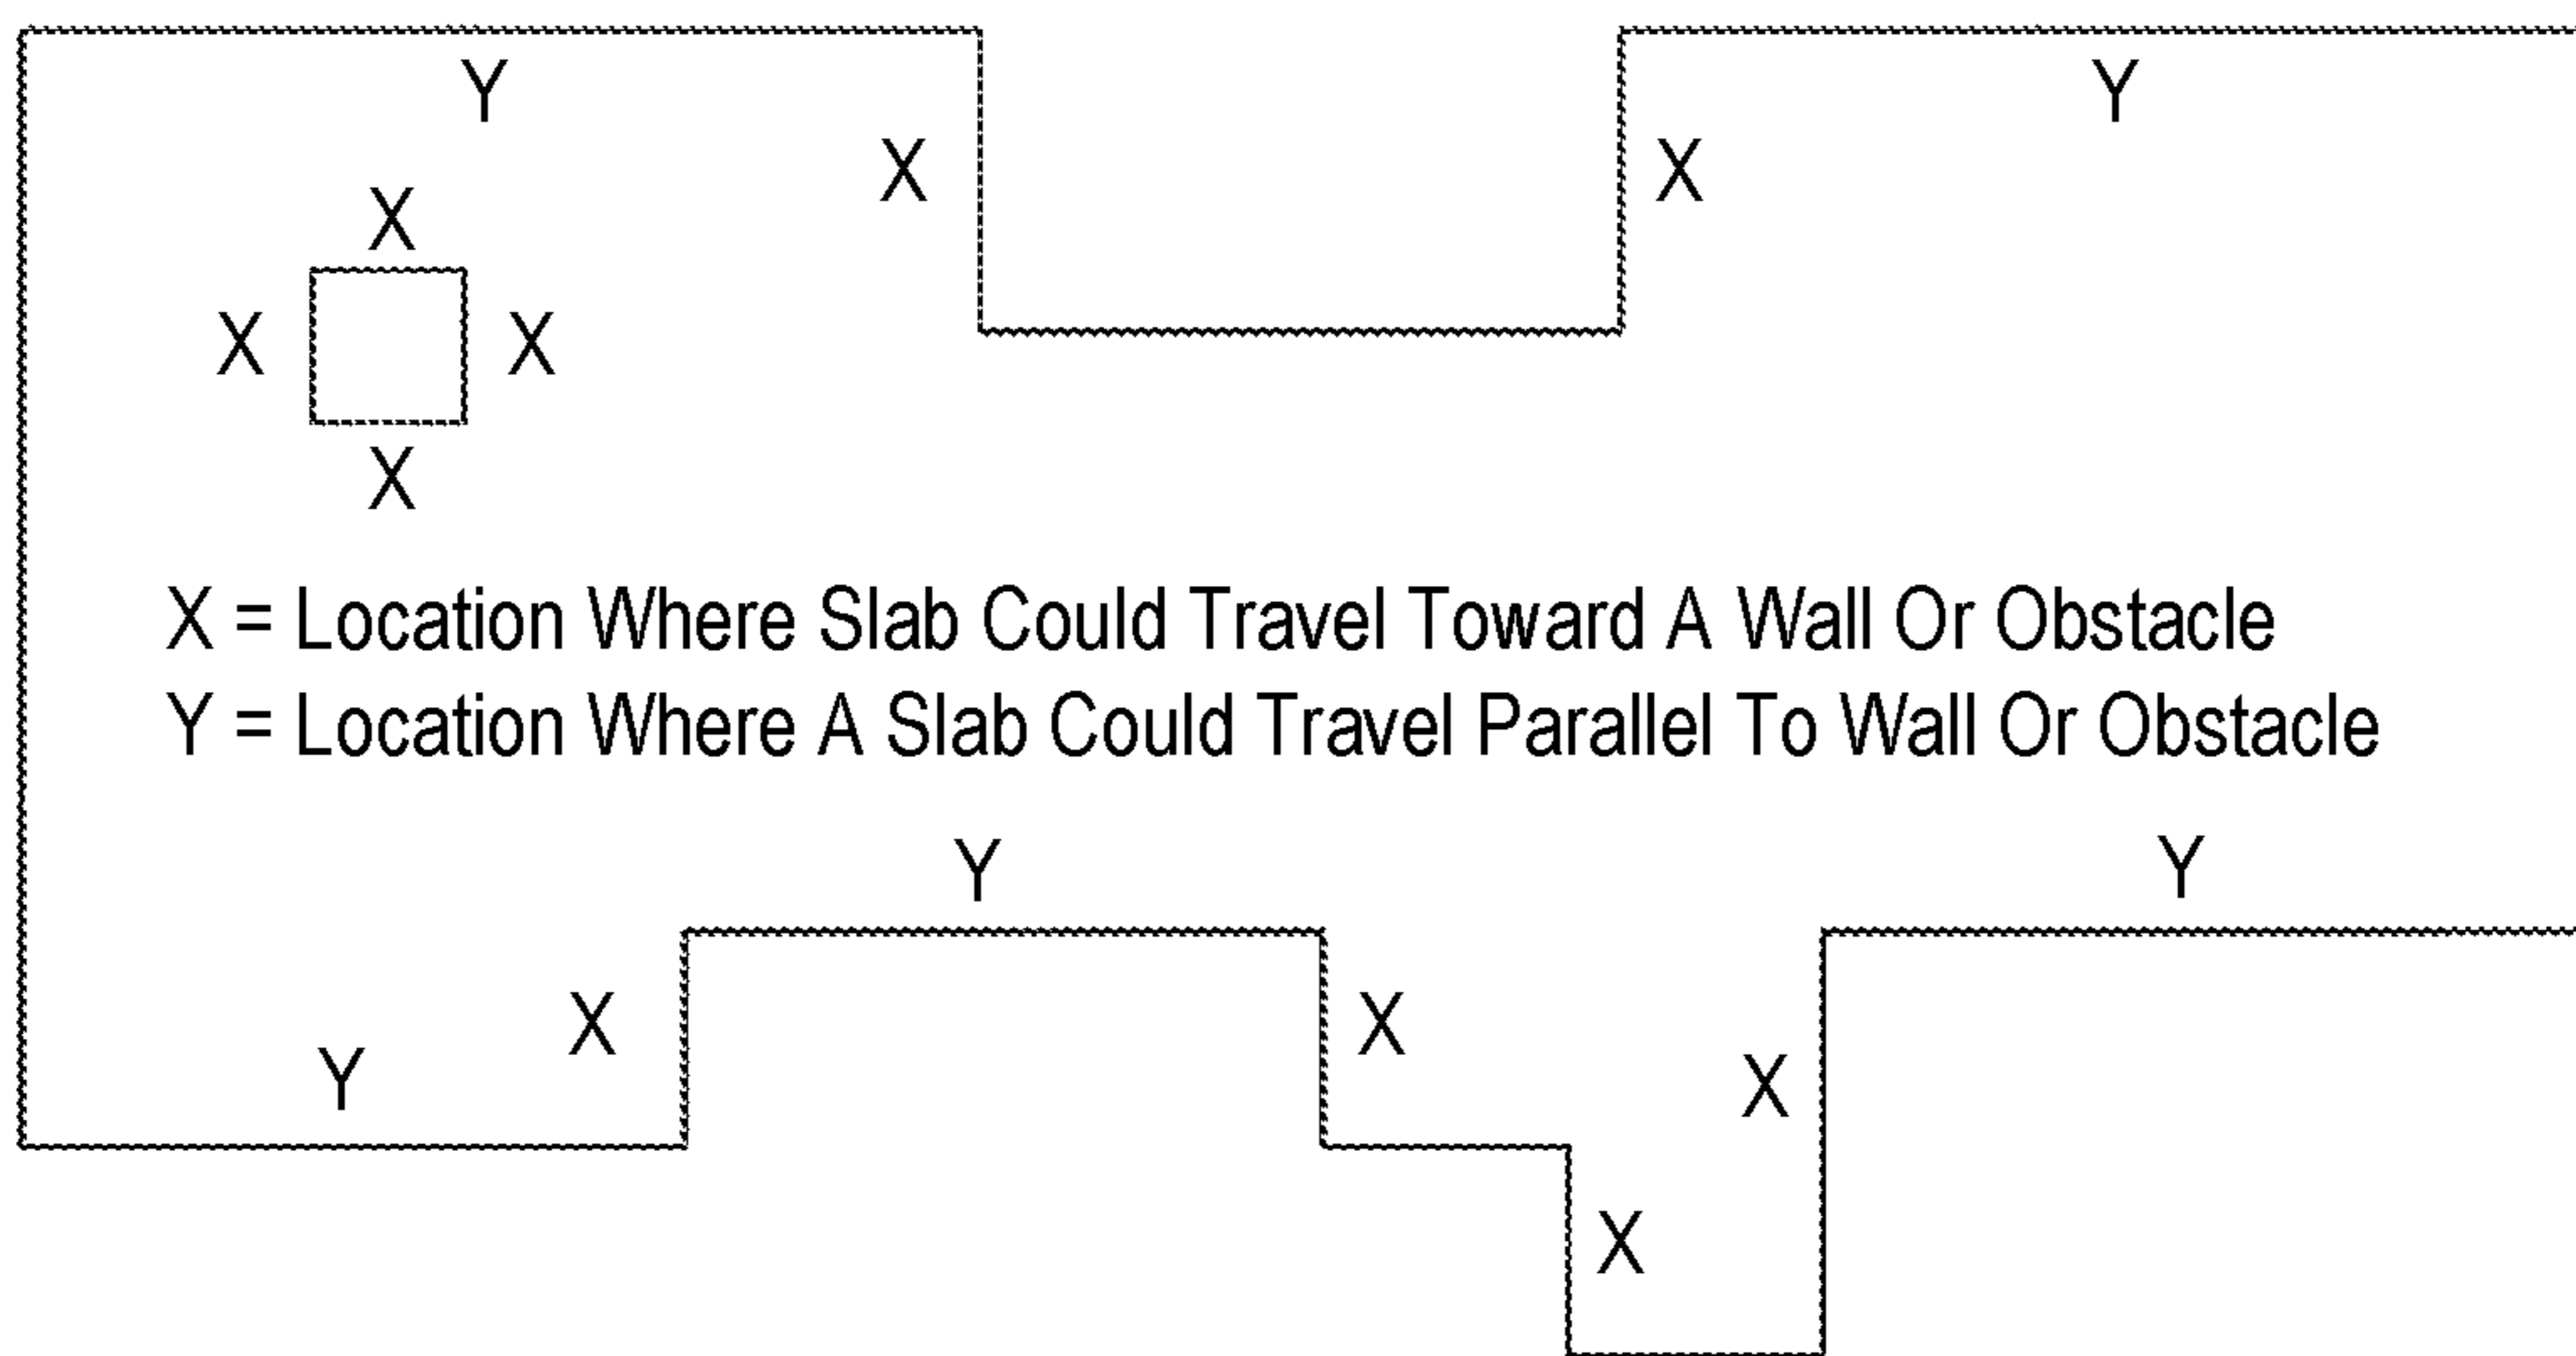 Y Y
X X
X
X X
X
X = Location Where Slab Could Travel Toward A Wall Or Obstacle
Y = Location Where A Slab Could Travel Parallel To Wall Or Obstacle
Y Y
X X
Y X
X